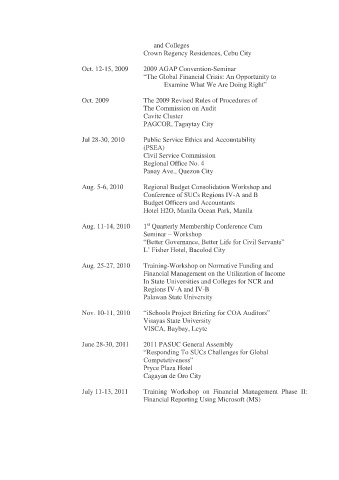 and Colleges
Crown Regency Residences, Cebu City
Oct. 12-15, 2009 2009 AGAP Convention-Seminar
"The Global Financial Crisis: An Opportunity to
Examine What We Are Doing Right"
Oct. 2009 The 2009 Revised Rules of Procedures of
The Commission on Audit
Cavite Cluster
PAGCOR, Tagaytay City
Jul 28-30, 2010 Public Service Ethics and Accountability
(PSEA)
Civil Service Commission
Regional Office No. 4
Panay Ave., Quezon City
Aug. 5-6, 2010 Regional Budget Consolidation Workshop and
Conference of SUCs Regions IV-A and B
Budget Officers and Accountants
Hotel H2O, Manila Ocean Park, Manila
Aug. 11-14, 2010 1st Quarterly Membership Conference Cum
Seminar – Workshop
"Better Governance, Better Life for Civil Servants"
L' Fisher Hotel, Bacolod City
Aug. 25-27, 2010 Training-Workshop on Normative Funding and
Financial Management on the Utilization of Income
In State Universities and Colleges for NCR and
Regions IV-A and IV-B
Palawan State University
Nov. 10-11, 2010 "iSchools Project Briefing for COA Auditors"
Visayas State University
VISCA, Baybay, Leyte
June 28-30, 2011 2011 PASUC General Assembly
"Responding To SUCs Challenges for Global
Competetiveness"
Pryce Plaza Hotel
Cagayan de Oro City
July 11-13, 2011 Training Workshop on Financial Management Phase II:
Financial Reporting Using Microsoft (MS)